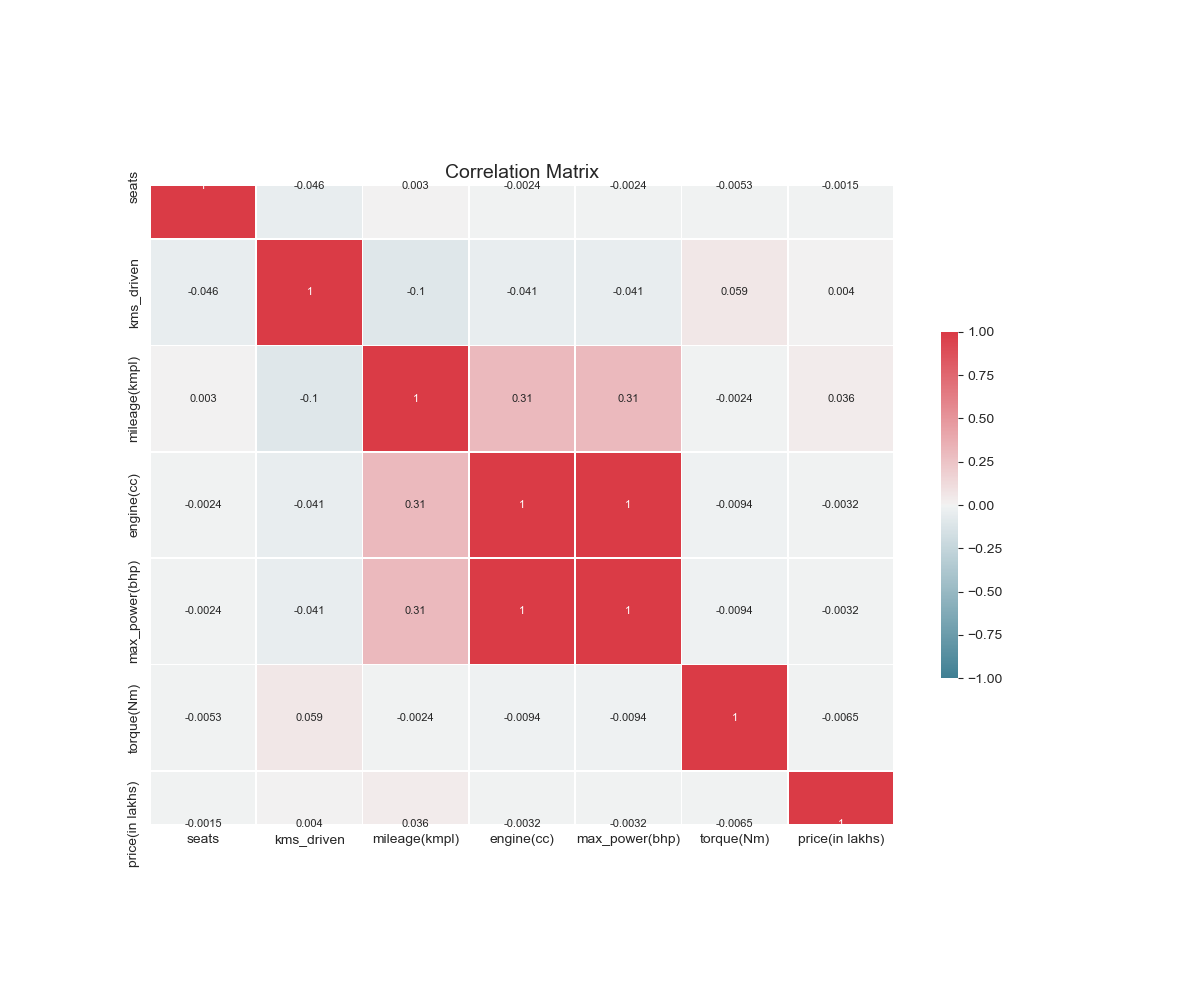 Correlation Matrix
seats 1 -0.046 0.003 -0.0024 -0.0024 -0.0053 -0.0015
kms_driven -0.046 1 -0.1 -0.041 -0.041 0.059 0.004
mileage(kmpl) 0.003 -0.1 1 0.31 0.31 -0.0024 0.036
engine(cc) -0.0024 -0.041 0.31 1 1 -0.0094 -0.0032
max_power(bhp) -0.0024 -0.041 0.31 1 1 -0.0094 -0.0032
torque(Nm) -0.0053 0.059 -0.0024 -0.0094 -0.0094 1 -0.0065
price(in lakhs) -0.0015 0.004 0.036 -0.0032 -0.0032 -0.0065 1
seats kms_driven mileage(kmpl) engine(cc) max_power(bhp) torque(Nm) price(in lakhs)
1.00
0.75
0.50
0.25
0.00
−0.25
−0.50
−0.75
−1.00